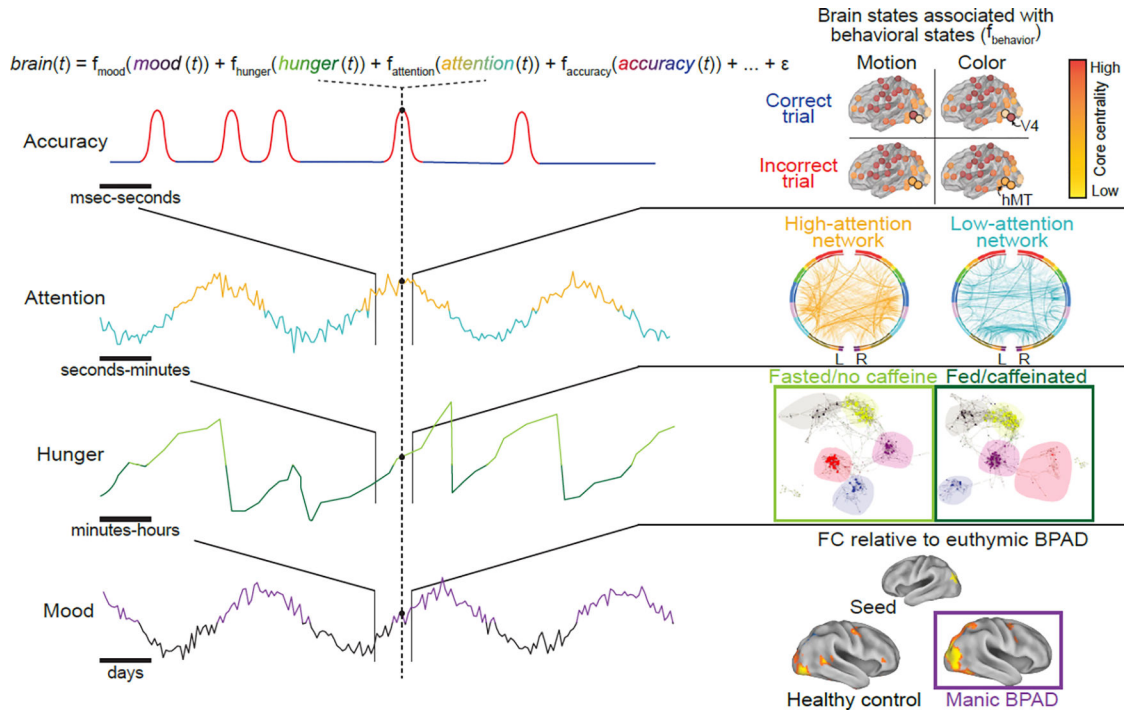 Brain states associated with
behavioral states (f_behavior)
brain(t) = f_mood(mood(t)) + f_hunger(hunger(t)) + f_attention(attention(t)) + f_accuracy(accuracy(t)) + ... + ε
Motion Color
High
Correct
trial
V4
Accuracy
Core centrality
Incorrect
trial
hMT
Low
msec-seconds
High-attention
network
Low-attention
network
Attention
L R
L R
seconds-minutes
Fasted/no caffeine
Fed/caffeinated
Hunger
minutes-hours
FC relative to euthymic BPAD
Seed
Mood
days
Healthy control
Manic BPAD